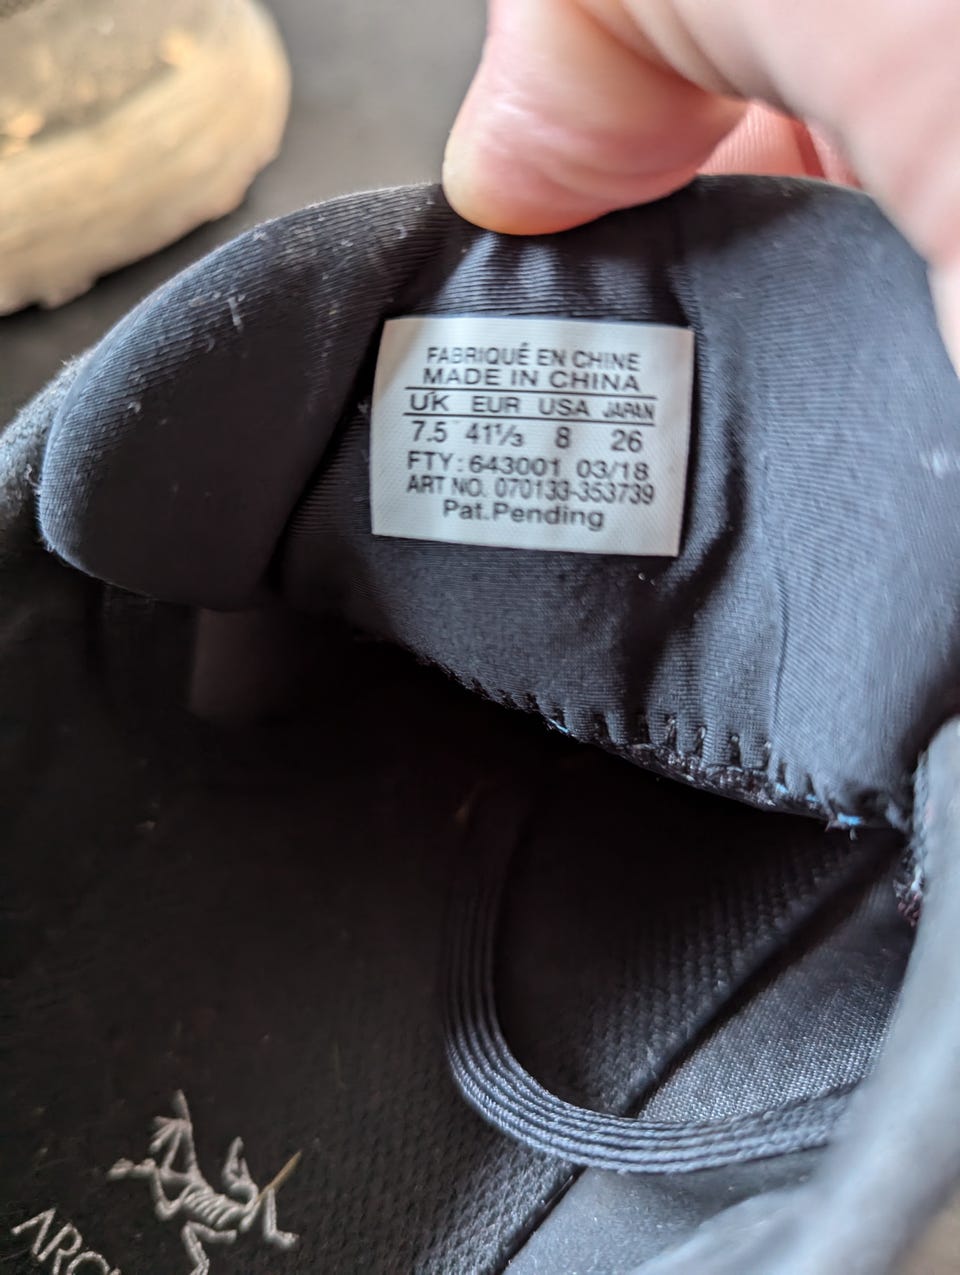 FABRIQUÉ EN CHINE
MADE IN CHINA
UK EUR USA JAPAN
7.5 41⅓ 8 26
FTY: 643001 03/18
ART NO. 070133-353739
Pat.Pending
ARC